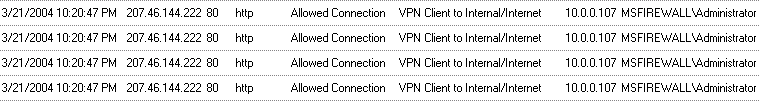 3/21/2004 10:20:47 PM 207.46.144.222 80 http Allowed Connection VPN Client to Internal/Internet 10.0.0.107 MSFIREWALL\Administrator
3/21/2004 10:20:47 PM 207.46.144.222 80 http Allowed Connection VPN Client to Internal/Internet 10.0.0.107 MSFIREWALL\Administrator
3/21/2004 10:20:47 PM 207.46.144.222 80 http Allowed Connection VPN Client to Internal/Internet 10.0.0.107 MSFIREWALL\Administrator
3/21/2004 10:20:47 PM 207.46.144.222 80 http Allowed Connection VPN Client to Internal/Internet 10.0.0.107 MSFIREWALL\Administrator